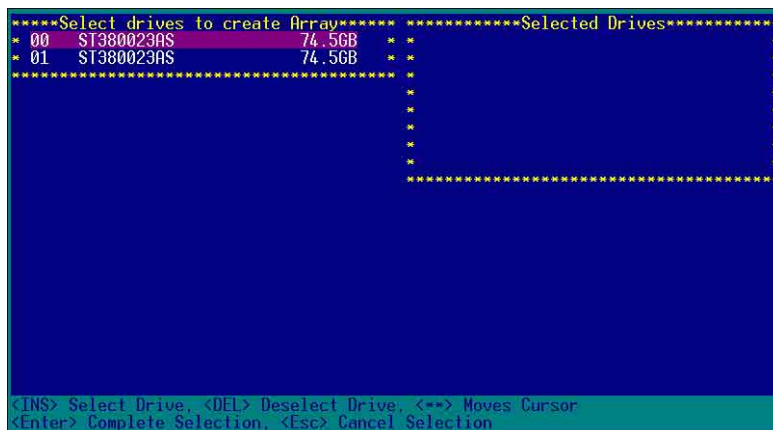 Select drives to create Array
Selected Drives
00 ST380023AS 74.5GB
01 ST380023AS 74.5GB
<INS> Select Drive, <DEL> Deselect Drive, <**> Moves Cursor
<Enter> Complete Selection, <Esc> Cancel Selection